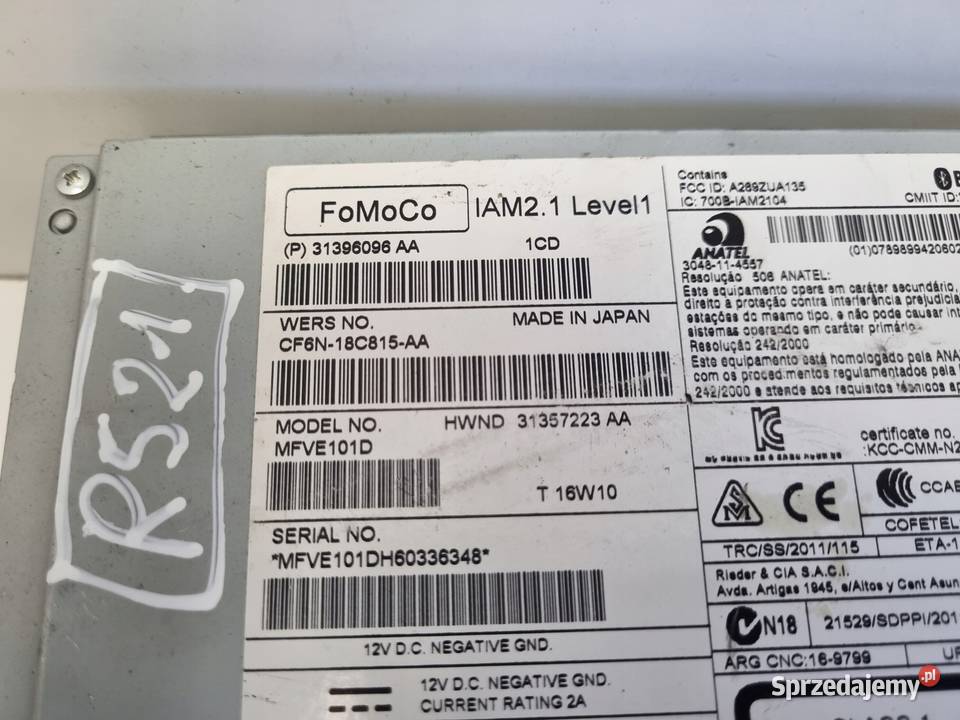 R521
FoMoCo IAM2.1 Level1
(P) 31396096 AA 1CD
WERS NO. MADE IN JAPAN
CF6N-18C815-AA
MODEL NO. HWND 31357223 AA
MFVE101D
T 16W10
SERIAL NO.
*MFVE101DH60336348*
12V D.C. NEGATIVE GND.
12V D.C. NEGATIVE GND.
CURRENT RATING 2A
Contains
FCC ID: A269ZUA135
IC: 700B-IAM2104
CMIIT ID:
ANATEL
(01)0789899420802
3048-11-4557
Resolução 506 ANATEL:
Este equipamento opera em caráter secundário,
direito a proteção contra interferência prejudicia
estações do mesmo tipo, e não pode causar int
sistemas operando em caráter primário.
Resolução 242/2000
Este equipamento está homologado pela ANA
com os procedimentos regulamentados pela
242/2000 e atende aos requisitos técnicos ap
certificate no.
:KCC-CMM-N2
CE
CCAE
COFETEL
TRC/SS/2011/115 ETA-1
Rieder & CIA S.A.C.I.
Avda. Artigas 1945, e/Altos y Cent Asun
N18 21529/SDPPI/201
ARG CNC:16-9799
Sprzedajemy.pl